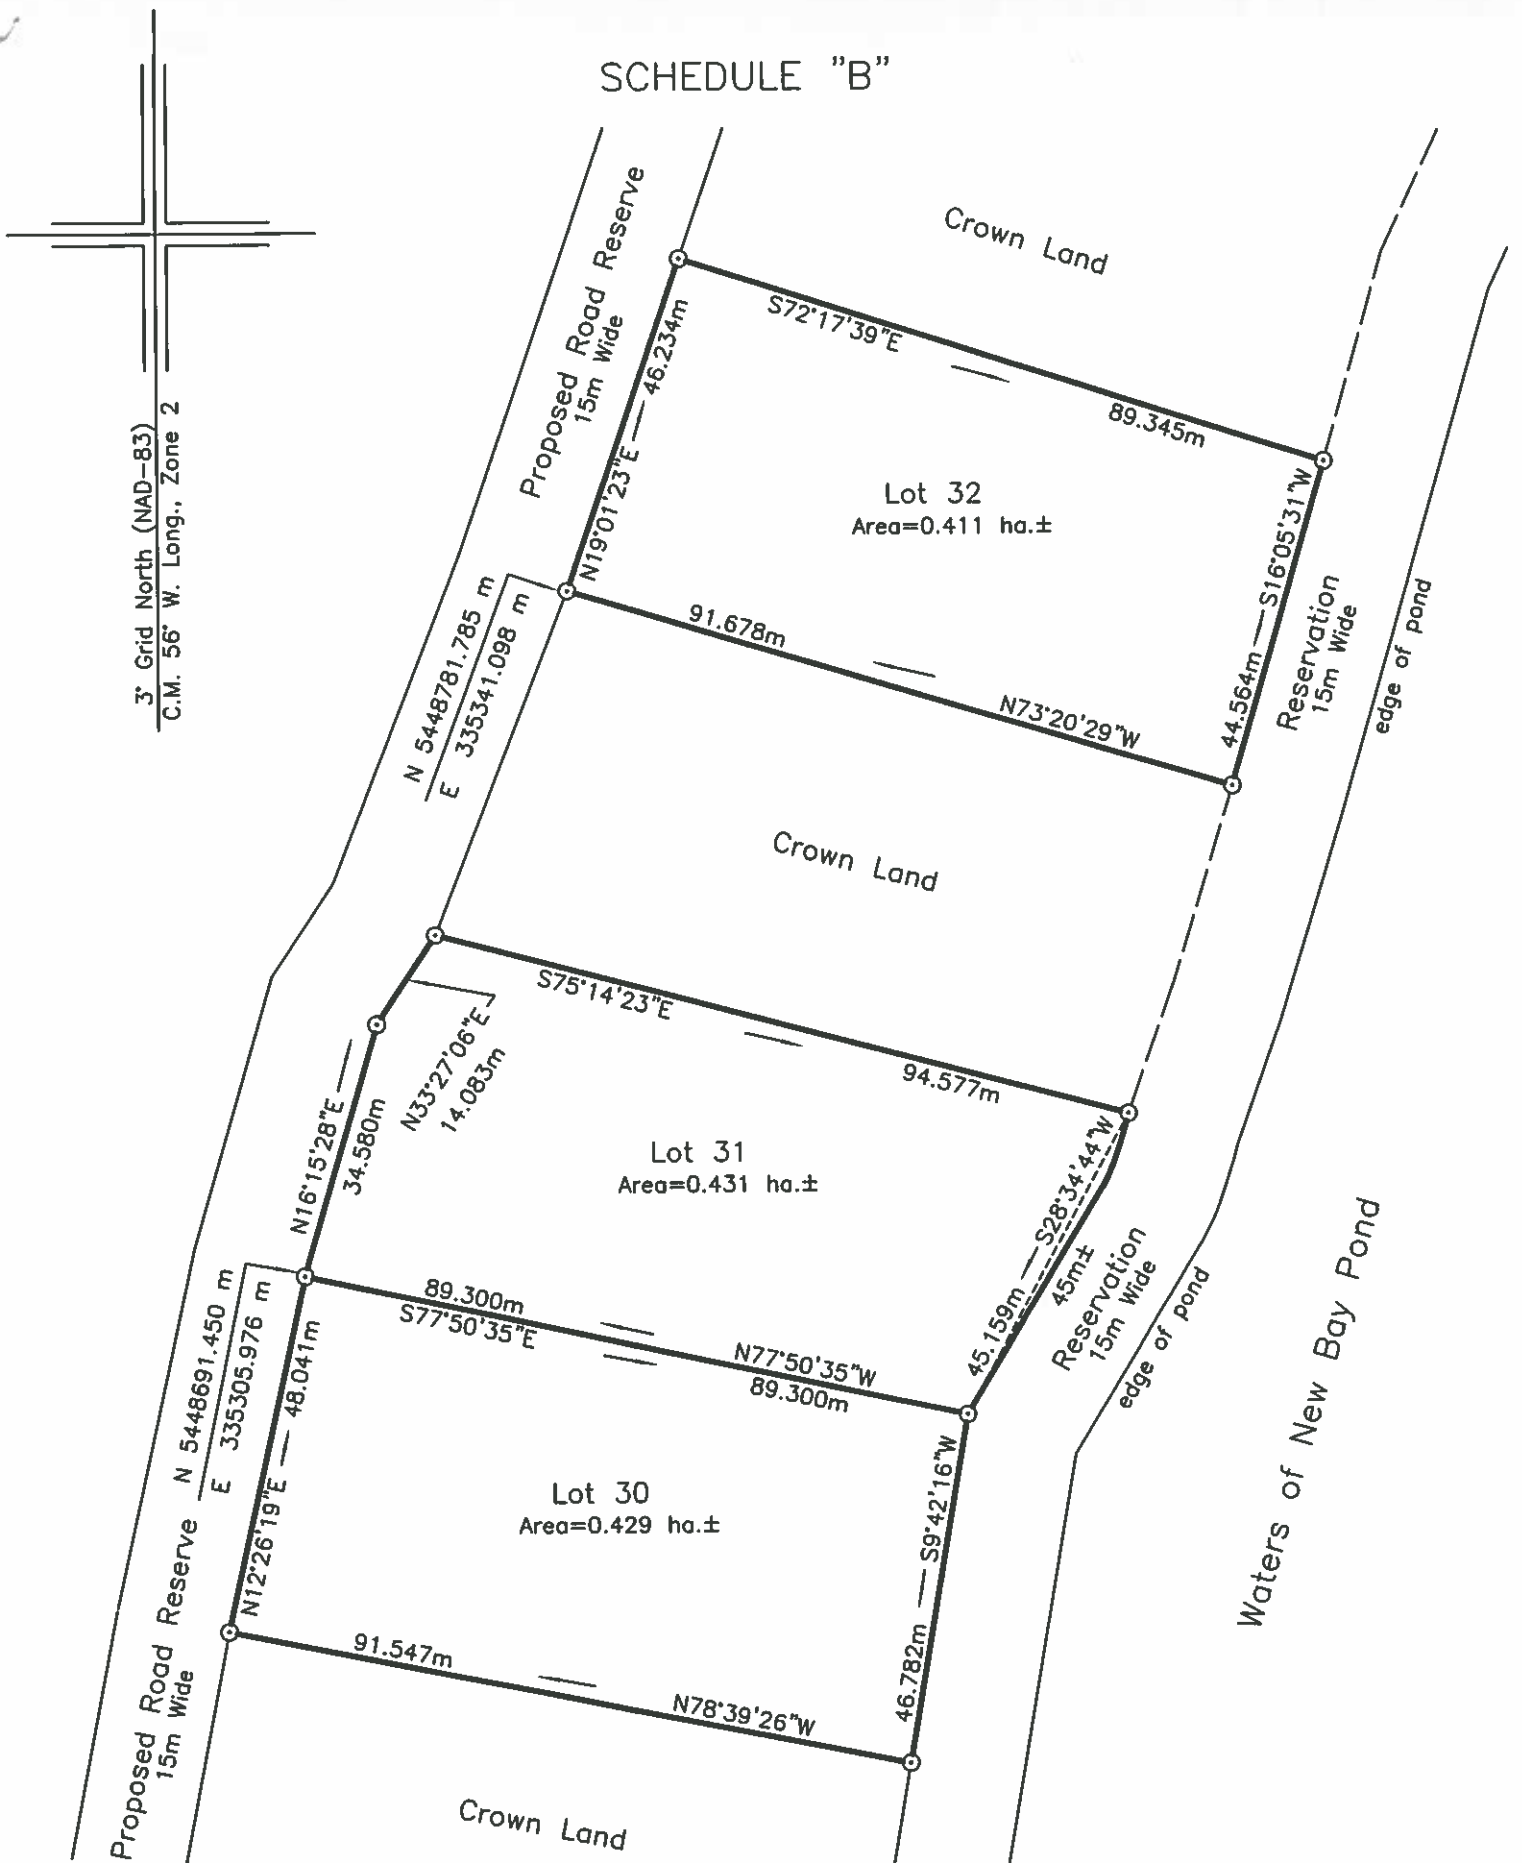 SCHEDULE "B"
3° Grid North (NAD-83)
C.M. 56° W. Long., Zone 2
Proposed Road Reserve
15m Wide
Crown Land
S72°17'39"E
89.345m
N19°01'23"E — 46.234m
Lot 32
Area=0.411 ha.±
44.564m — S16°05'31"W
Reservation
15m Wide
edge of pond
N 5448781.785 m
E 335341.098 m
91.678m
N73°20'29"W
Crown Land
S75°14'23"E
94.577m
N33°27'06"E
14.083m
N16°15'28"E —
34.580m
Lot 31
Area=0.431 ha.±
45.159m — S28°34'44"W
45m±
Reservation
15m Wide
edge of pond
Waters of New Bay Pond
N 5448691.450 m
E 335305.976 m
89.300m
S77°50'35"E
N77°50'35"W
89.300m
N12°26'19"E — 48.041m
Lot 30
Area=0.429 ha.±
46.782m — S9°42'16"W
Proposed Road Reserve
15m Wide
91.547m
N78°39'26"W
Crown Land